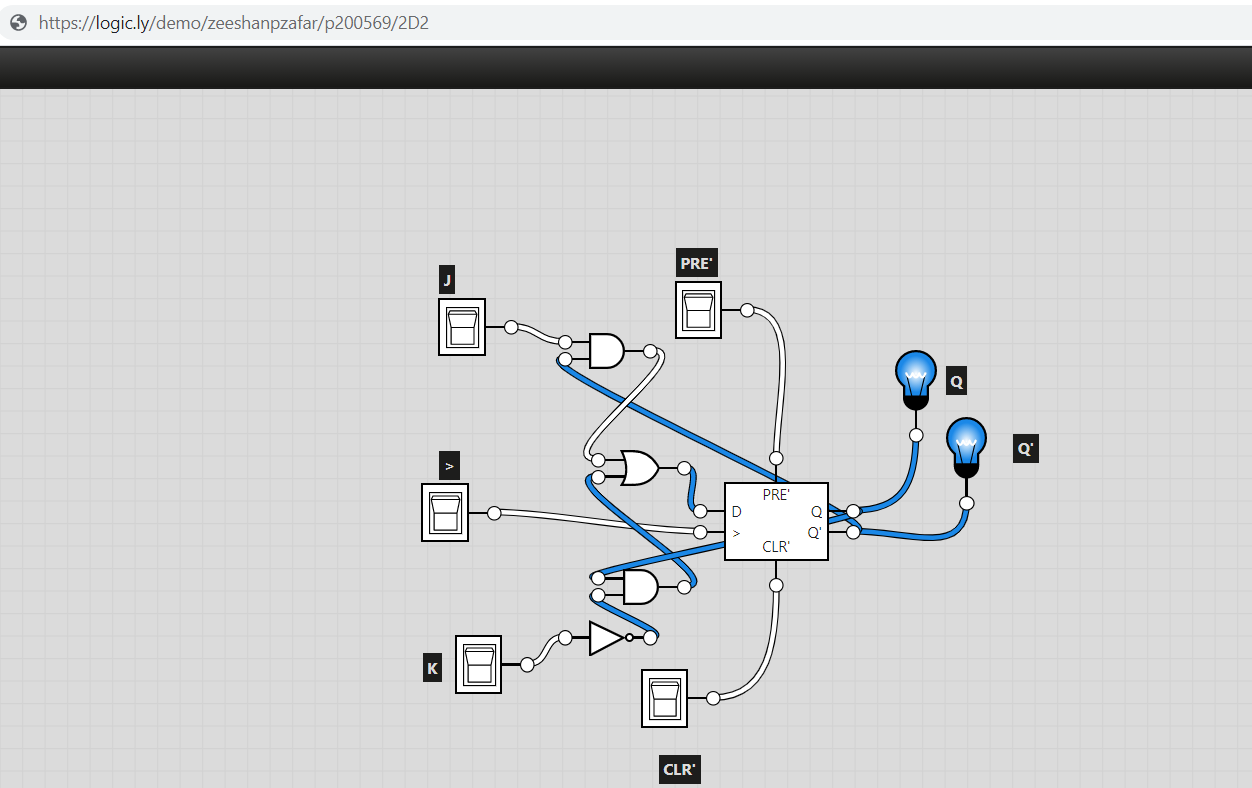 https://logic.ly/demo/zeeshanpzafar/p200569/2D2
PRE'
J
Q
Q'
>
PRE'
D
Q
>
Q'
CLR'
K
CLR'